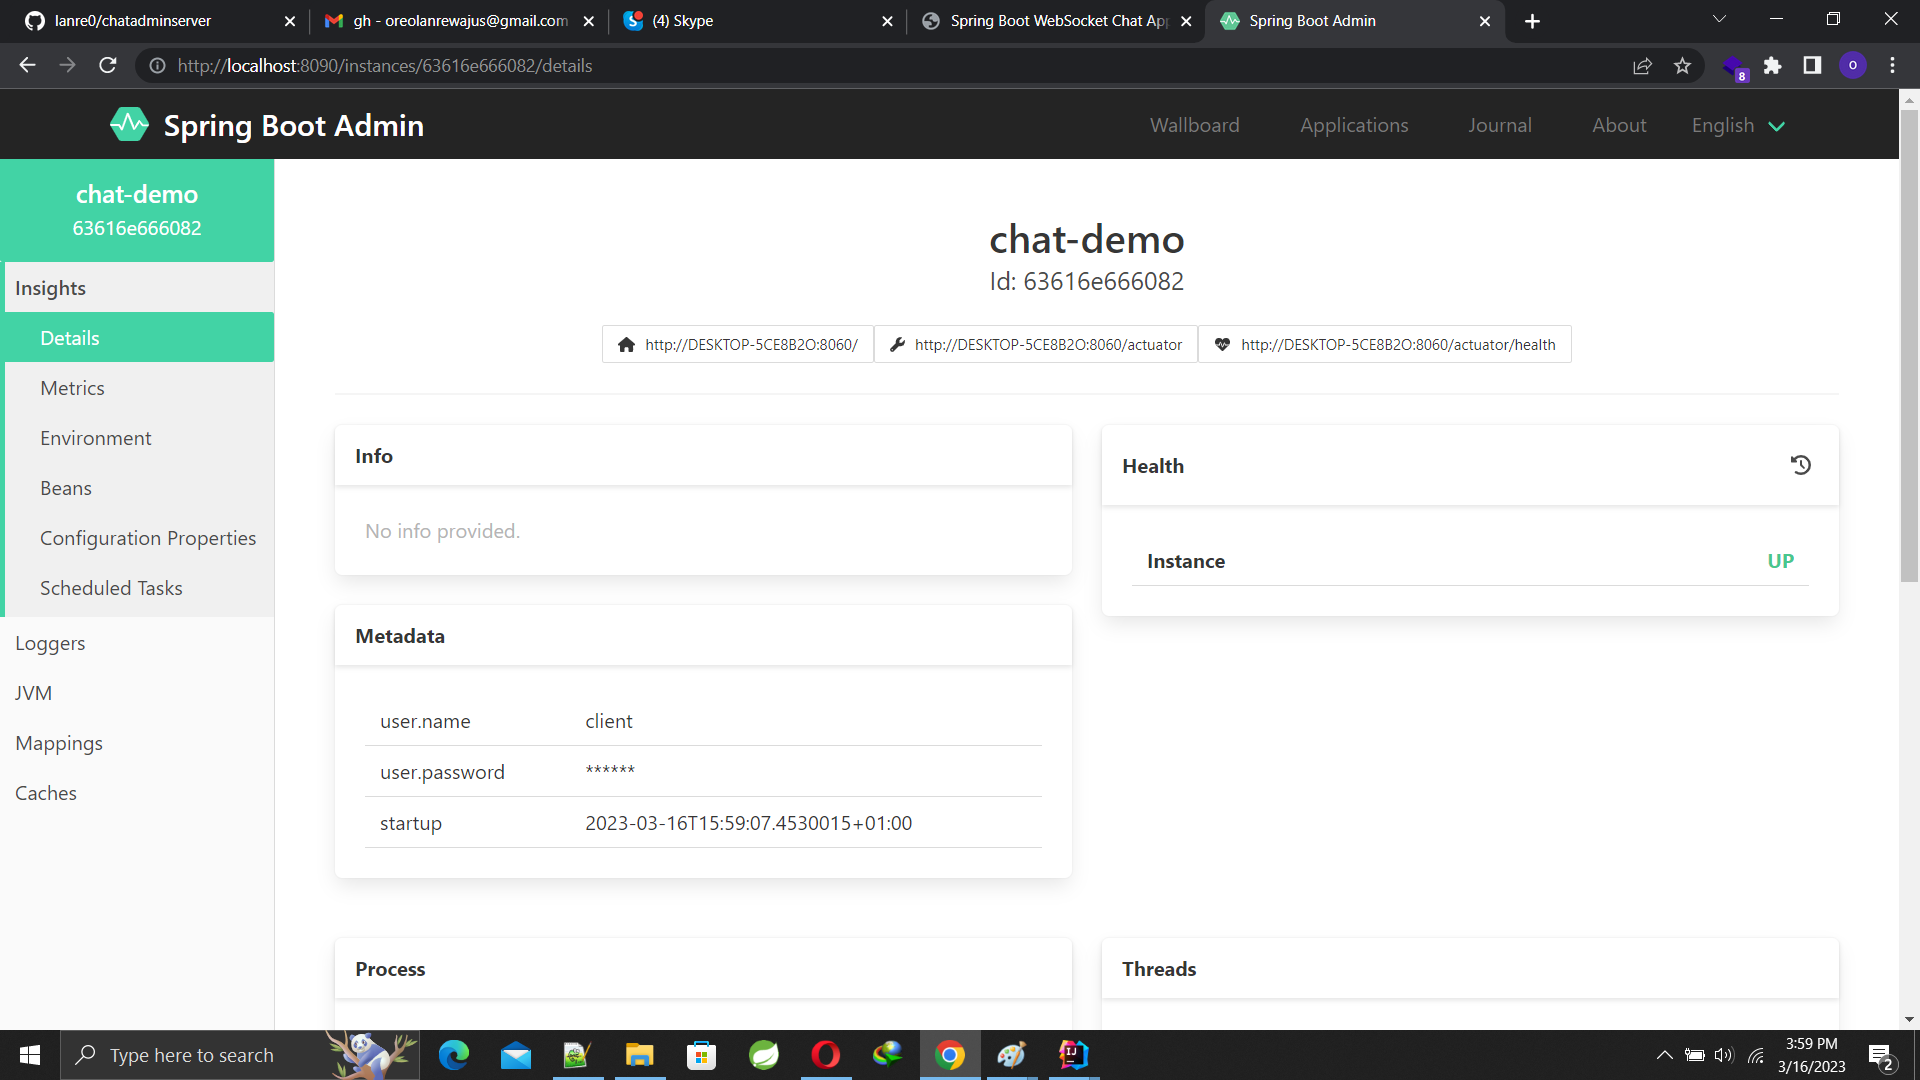 lanre0/chatadminserver
gh - oreolanrewajus@gmail.com
(4) Skype
Spring Boot WebSocket Chat App
Spring Boot Admin
http://localhost:8090/instances/63616e666082/details
8
O
Spring Boot Admin
Wallboard
Applications
Journal
About
English
chat-demo
63616e666082
Insights
Details
Metrics
Environment
Beans
Configuration Properties
Scheduled Tasks
Loggers
JVM
Mappings
Caches
chat-demo
Id: 63616e666082
http://DESKTOP-5CE8B2O:8060/
http://DESKTOP-5CE8B2O:8060/actuator
http://DESKTOP-5CE8B2O:8060/actuator/health
Info
No info provided.
Health
Instance UP
Metadata
user.name client
user.password ******
startup 2023-03-16T15:59:07.4530015+01:00
Process
Threads
Type here to search
3:59 PM
3/16/2023
2